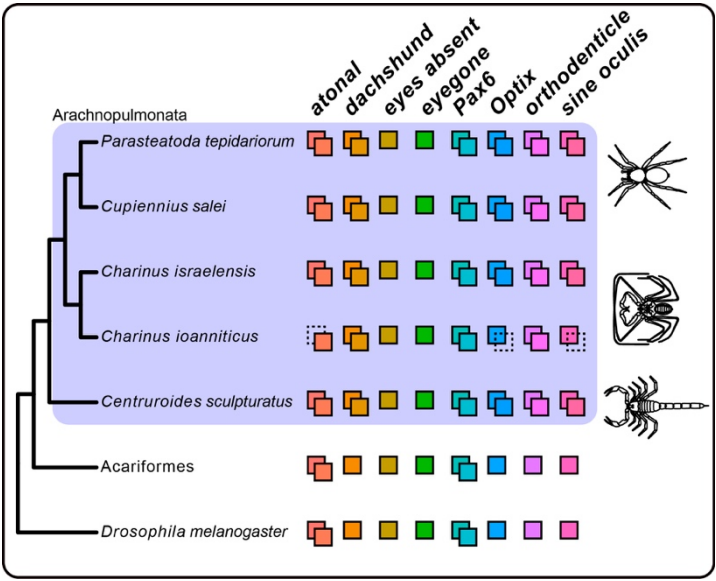 atonal
dachshund
eyes absent
eyegone
Pax6
Optix
orthodenticle
sine oculis
Arachnopulmonata
Parasteatoda tepidariorum
Cupiennius salei
Charinus israelensis
Charinus ioanniticus
Centruroides sculpturatus
Acariformes
Drosophila melanogaster